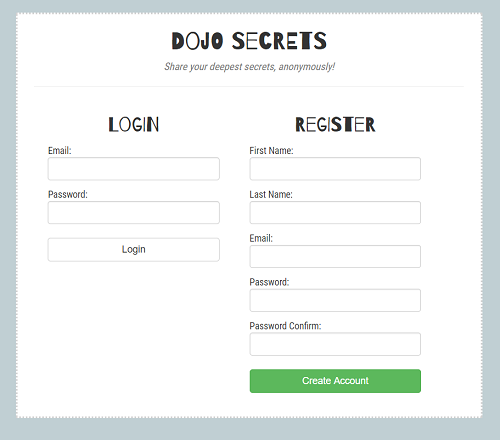 DOJO SECRETS
Share your deepest secrets, anonymously!
LOGIN
Email:
Password:
Login
REGISTER
First Name:
Last Name:
Email:
Password:
Password Confirm:
Create Account